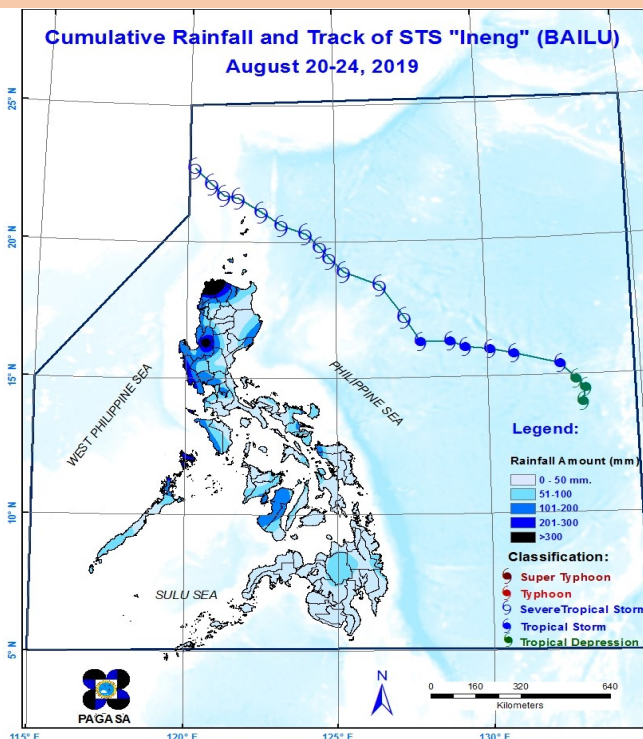 Cumulative Rainfall and Track of STS "Ineng" (BAILU)
August 20-24, 2019
25° N
20° N
15° N
10° N
5° N
WEST PHILIPPINE SEA
PHILIPPINE SEA
SULU SEA
Legend:
Rainfall Amount (mm)
0 - 50 mm.
51-100
101-200
201-300
>300
Classification:
Super Typhoon
Typhoon
SevereTropical Storm
Tropical Storm
Tropical Depression
PAGASA
N
0 160 320 640
Kilometers
115° E 120° E 125° E 130° E